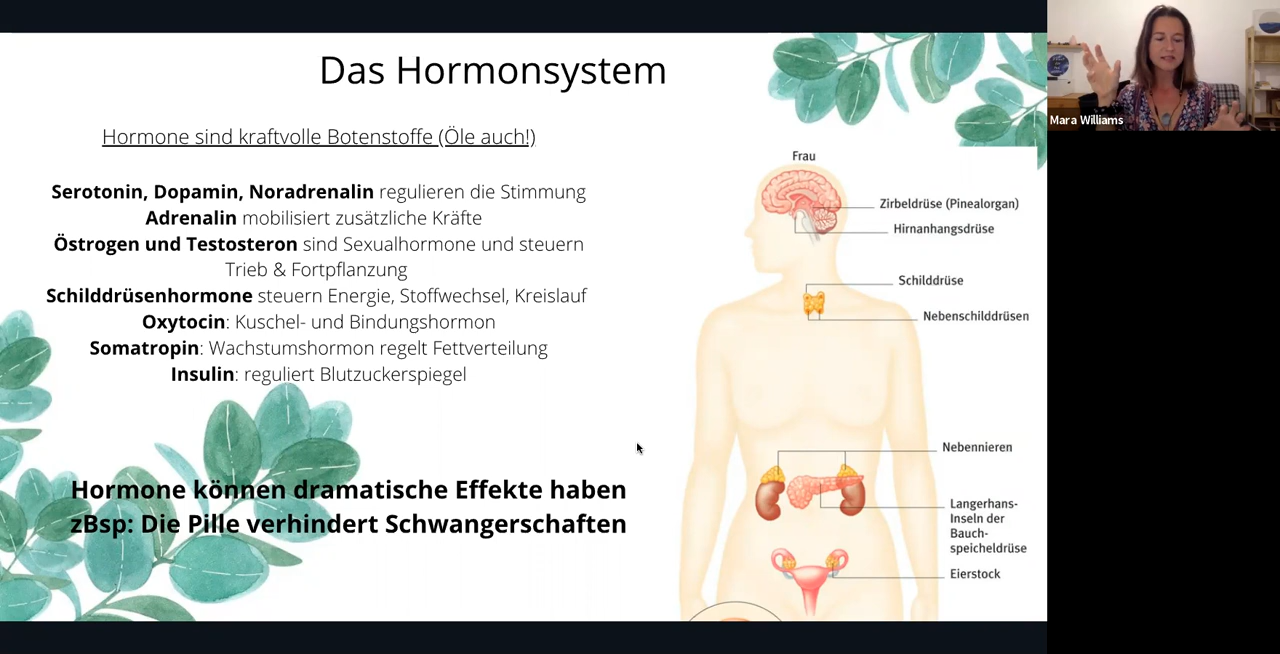 Das Hormonsystem
Hormone sind kraftvolle Botenstoffe (Öle auch!)
Serotonin, Dopamin, Noradrenalin regulieren die Stimmung
Adrenalin mobilisiert zusätzliche Kräfte
Östrogen und Testosteron sind Sexualhormone und steuern
Trieb & Fortpflanzung
Schilddrüsenhormone steuern Energie, Stoffwechsel, Kreislauf
Oxytocin: Kuschel- und Bindungshormon
Somatropin: Wachstumshormon regelt Fettverteilung
Insulin: reguliert Blutzuckerspiegel
Hormone können dramatische Effekte haben
zBsp: Die Pille verhindert Schwangerschaften
Frau
Zirbeldrüse (Pinealorgan)
Hirnanhangsdrüse
Schilddrüse
Nebenschilddrüsen
Nebennieren
Langerhans-
Inseln der
Bauch-
speicheldrüse
Eierstock
Mara Williams